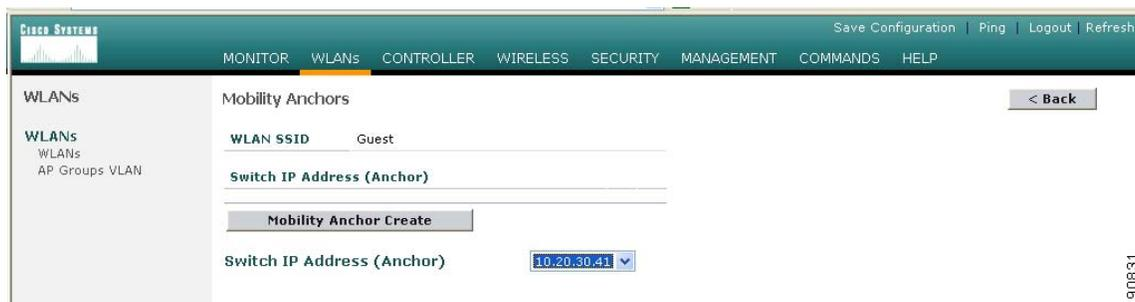 CISCO SYSTEMS
Save Configuration | Ping | Logout | Refresh
MONITOR WLANs CONTROLLER WIRELESS SECURITY MANAGEMENT COMMANDS HELP
WLANs
WLANs
WLANs
AP Groups VLAN
Mobility Anchors
< Back
WLAN SSID Guest
Switch IP Address (Anchor)
Mobility Anchor Create
Switch IP Address (Anchor) 10.20.30.41
90831